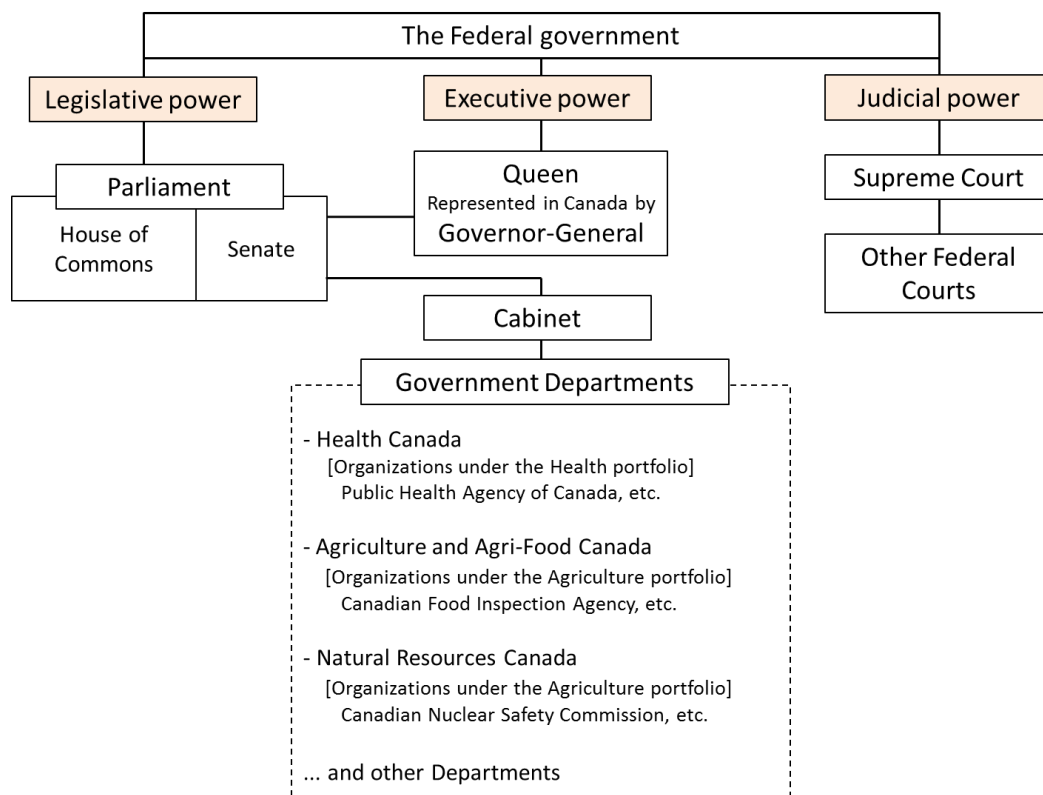 The Federal government
Legislative power
Executive power
Judicial power
Parliament
House of
Commons
Senate
Queen
Represented in Canada by
Governor-General
Supreme Court
Other Federal
Courts
Cabinet
Government Departments
- Health Canada
[Organizations under the Health portfolio]
Public Health Agency of Canada, etc.
- Agriculture and Agri-Food Canada
[Organizations under the Agriculture portfolio]
Canadian Food Inspection Agency, etc.
- Natural Resources Canada
[Organizations under the Agriculture portfolio]
Canadian Nuclear Safety Commission, etc.
... and other Departments